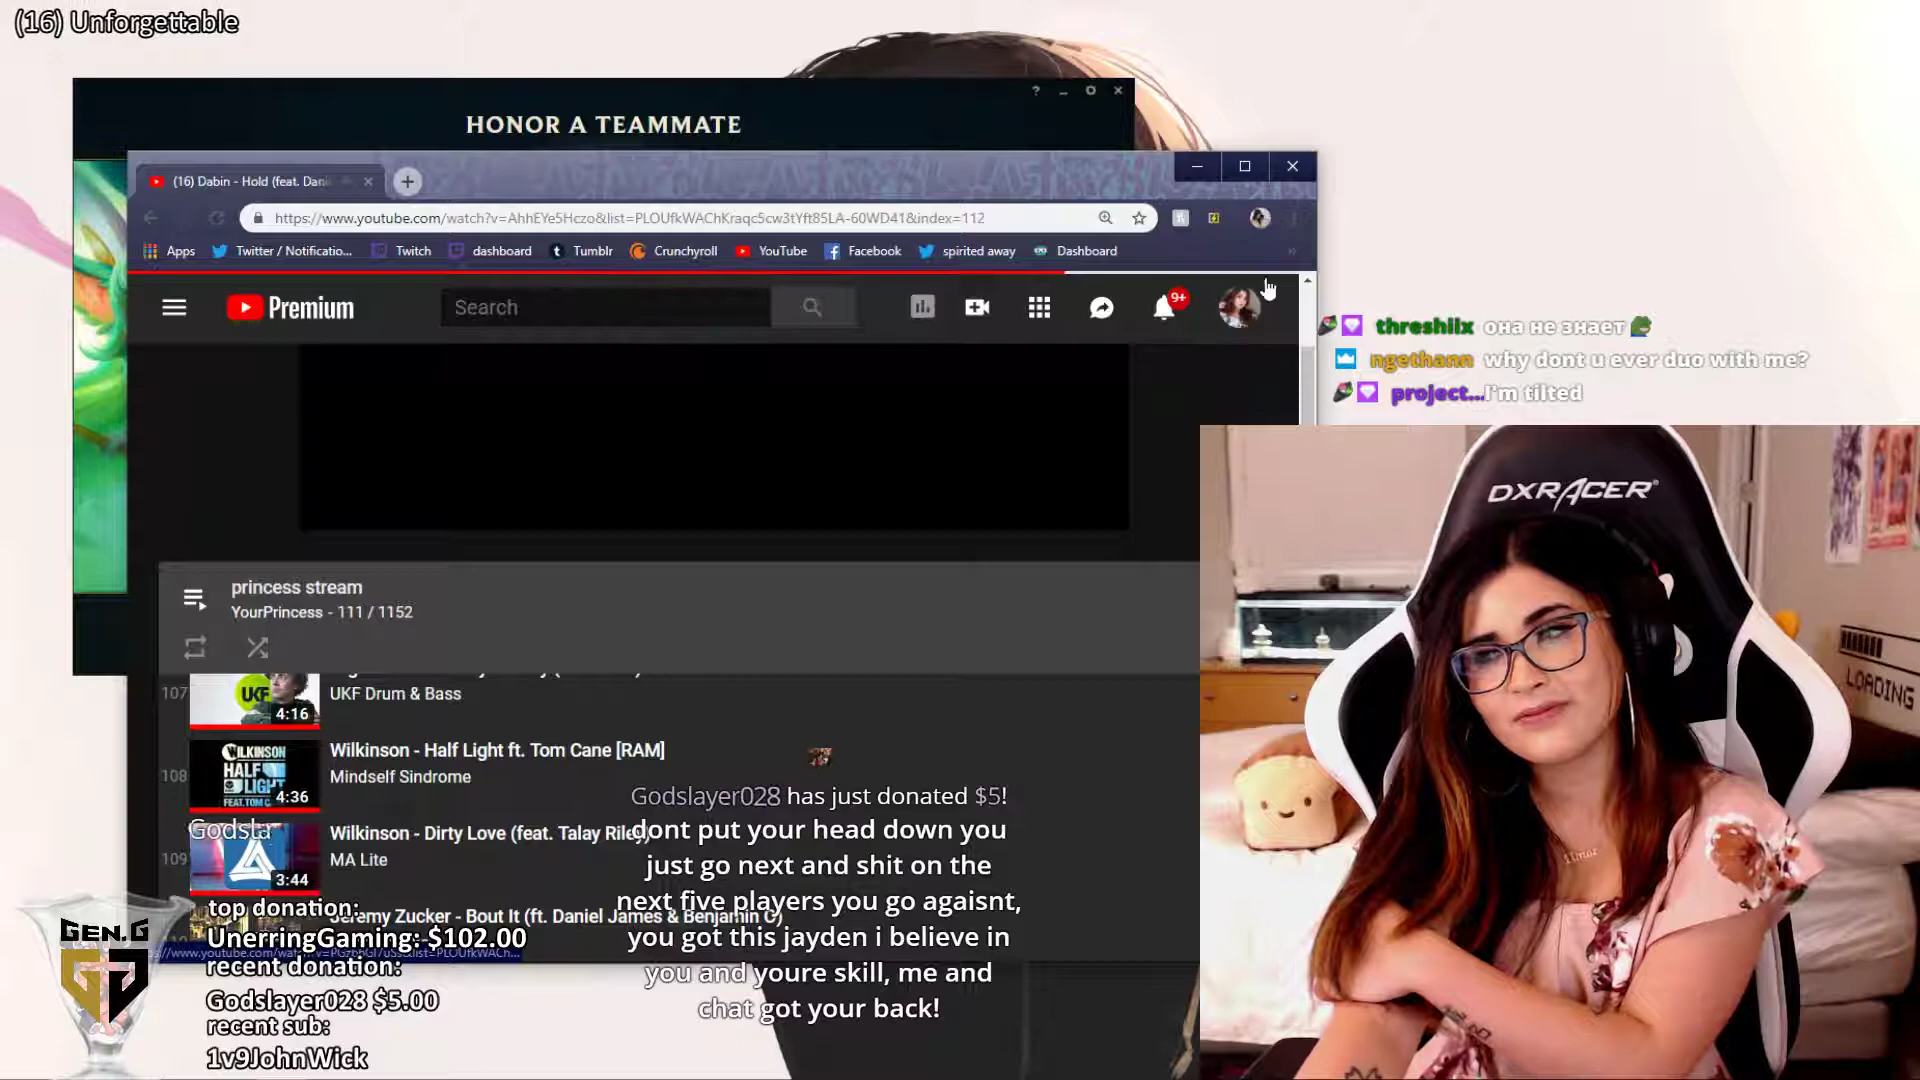 (16) Unforgettable
HONOR A TEAMMATE
(16) Dabin - Hold (feat. Dani
https://www.youtube.com/watch?v=AhhEYe5Hczo&list=PLOUfkWAChKraqc5cw3tYft85LA-60WD41&index=112
Apps Twitter / Notificatio... Twitch dashboard Tumblr Crunchyroll YouTube Facebook spirited away Dashboard
Premium
Search
9+
threshiix она не знает
ngethann why dont u ever duo with me?
project... I'm tilted
DXRACER
LOADING
princess stream
YourPrincess - 111 / 1152
107
UKF
4:16
UKF Drum & Bass
108
WILKINSON
HALF
LIGHT
4:36
Wilkinson - Half Light ft. Tom Cane [RAM]
Mindself Sindrome
109
3:44
Wilkinson - Dirty Love (feat. Talay Riley)
MA Lite
Godsla
Jeremy Zucker - Bout It (ft. Daniel James & Benjamin
Godslayer028 has just donated $5!
dont put your head down you
just go next and shit on the
next five players you go agaisnt,
you got this jayden i believe in
you and youre skill, me and
chat got your back!
GEN.G
top donation:
UnerringGaming: $102.00
recent donation:
Godslayer028 $5.00
recent sub:
1v9JohnWick